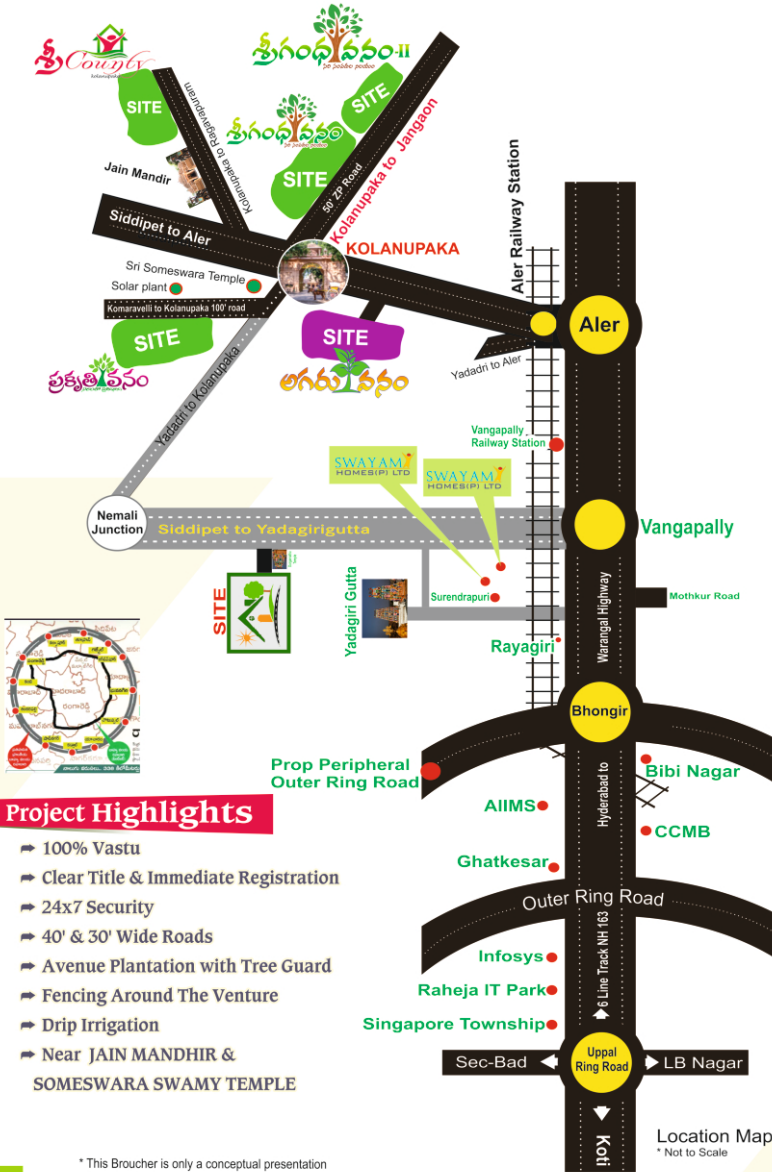 శ్రీ County
kolanupaka
శ్రీగంధవనం-II
శ్రీగంధవనం
SITE
SITE
SITE
Kolanupaka to Ragavapuram
Jain Mandir
50' ZP Road
Kolanupaka to Jangaon
Siddipet to Aler
KOLANUPAKA
Aler Railway Station
Sri Someswara Temple
Solar plant
Komaravelli to Kolanupaka 100' road
SITE
ప్రకృతివనం
SITE
అగరువనం
Aler
Yadadri to Aler
Yadadri to Kolanupaka
Vangapally
Railway Station
SWAYAM
HOMES(P) LTD
SWAYAM
HOMES(P) LTD
Nemali
Junction
Siddipet to Yadagirigutta
Vangapally
SITE
Yadagiri Gutta
Surendrapuri
Mothkur Road
Warangal Highway
Rayagiri
Bhongir
Prop Peripheral
Outer Ring Road
Hyderabad to
Bibi Nagar
AIIMS
CCMB
Ghatkesar
Outer Ring Road
6 Line Track NH 163
Infosys
Raheja IT Park
Singapore Township
Uppal
Ring Road
Sec-Bad
LB Nagar
Koti
Project Highlights
100% Vastu
Clear Title & Immediate Registration
24x7 Security
40' & 30' Wide Roads
Avenue Plantation with Tree Guard
Fencing Around The Venture
Drip Irrigation
Near JAIN MANDHIR &
SOMESWARA SWAMY TEMPLE
Location Map
* Not to Scale
* This Broucher is only a conceptual presentation